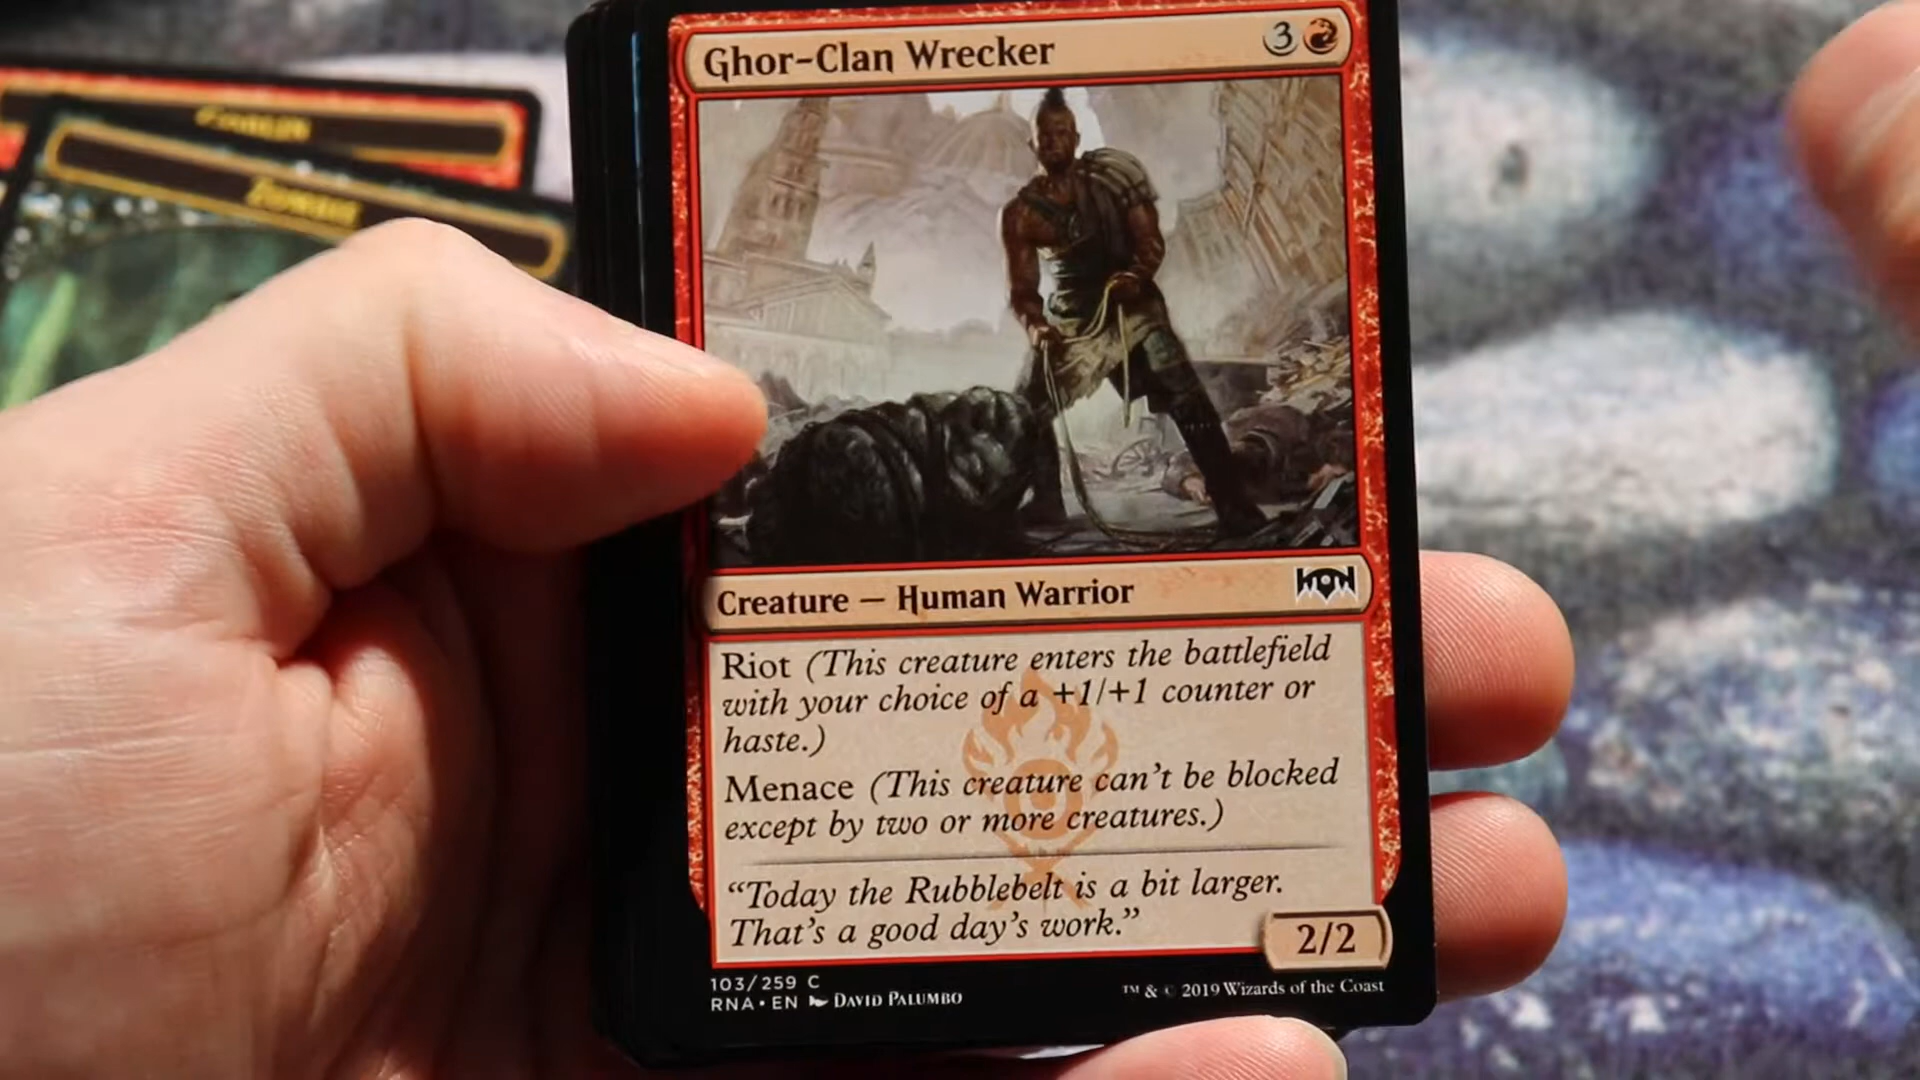 Ghor-Clan Wrecker 3
Creature — Human Warrior
Riot (This creature enters the battlefield
with your choice of a +1/+1 counter or
haste.)
Menace (This creature can't be blocked
except by two or more creatures.)
“Today the Rubblebelt is a bit larger.
That's a good day's work.”
2/2
103/259 C
RNA • EN DAVID PALUMBO
™ & © 2019 Wizards of the Coast
GOBLIN
ZOMBIE